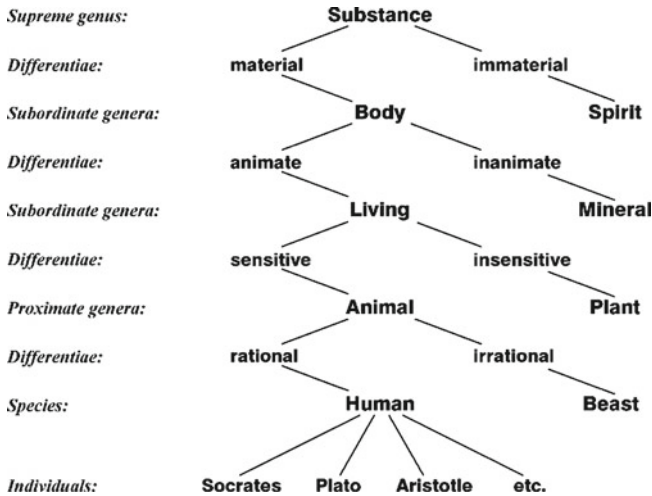 Supreme genus: Substance
Differentiae: material immaterial
Subordinate genera: Body Spirit
Differentiae: animate inanimate
Subordinate genera: Living Mineral
Differentiae: sensitive insensitive
Proximate genera: Animal Plant
Differentiae: rational irrational
Species: Human Beast
Individuals: Socrates Plato Aristotle etc.